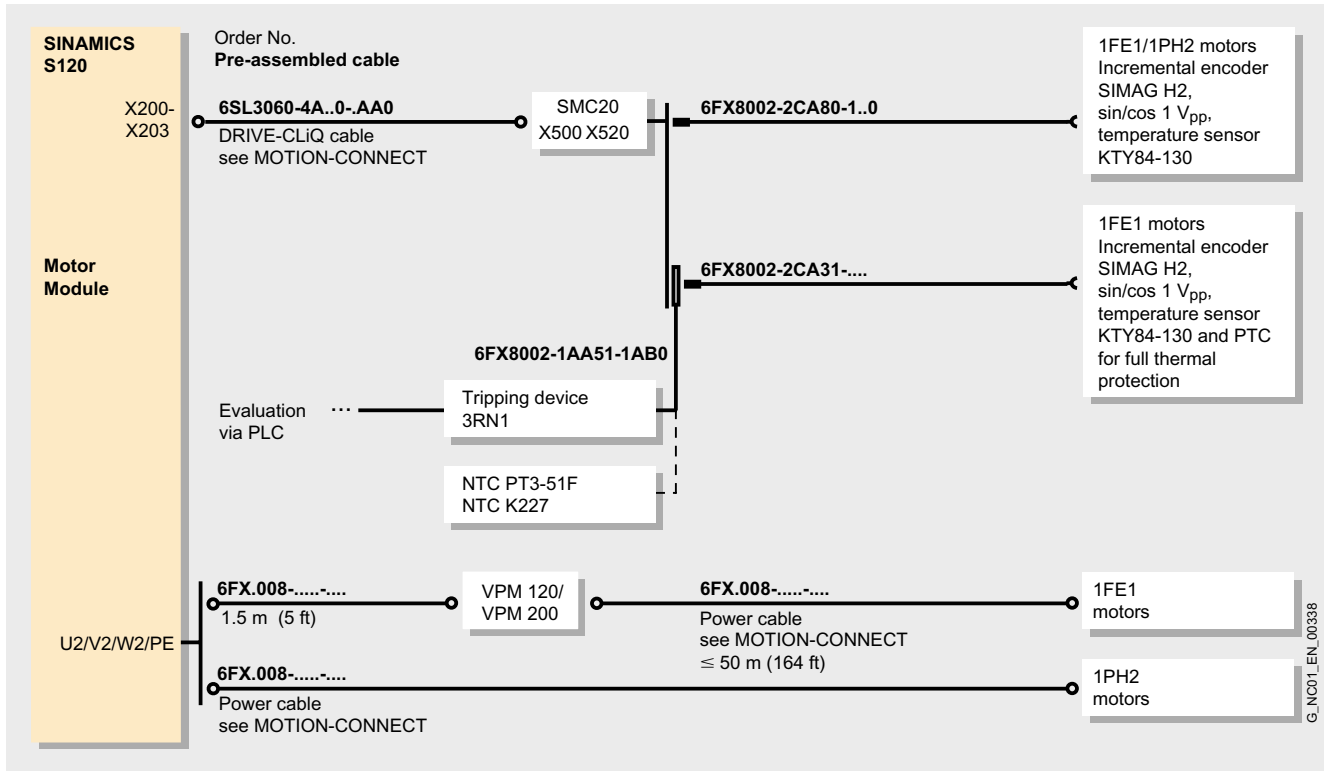 SINAMICS
S120
Order No.
Pre-assembled cable
X200-
X203
6SL3060-4A..0-.AA0
DRIVE-CLiQ cable
see MOTION-CONNECT
SMC20
X500 X520
6FX8002-2CA80-1..0
1FE1/1PH2 motors
Incremental encoder
SIMAG H2,
sin/cos 1 Vpp,
temperature sensor
KTY84-130
Motor
Module
6FX8002-2CA31-....
1FE1 motors
Incremental encoder
SIMAG H2,
sin/cos 1 Vpp,
temperature sensor
KTY84-130 and PTC
for full thermal
protection
6FX8002-1AA51-1AB0
Evaluation ...
via PLC
Tripping device
3RN1
NTC PT3-51F
NTC K227
U2/V2/W2/PE
6FX.008-.....-....
1.5 m (5 ft)
VPM 120/
VPM 200
6FX.008-.....-....
Power cable
see MOTION-CONNECT
≤ 50 m (164 ft)
1FE1
motors
6FX.008-.....-....
Power cable
see MOTION-CONNECT
1PH2
motors
G_NC01_EN_00338